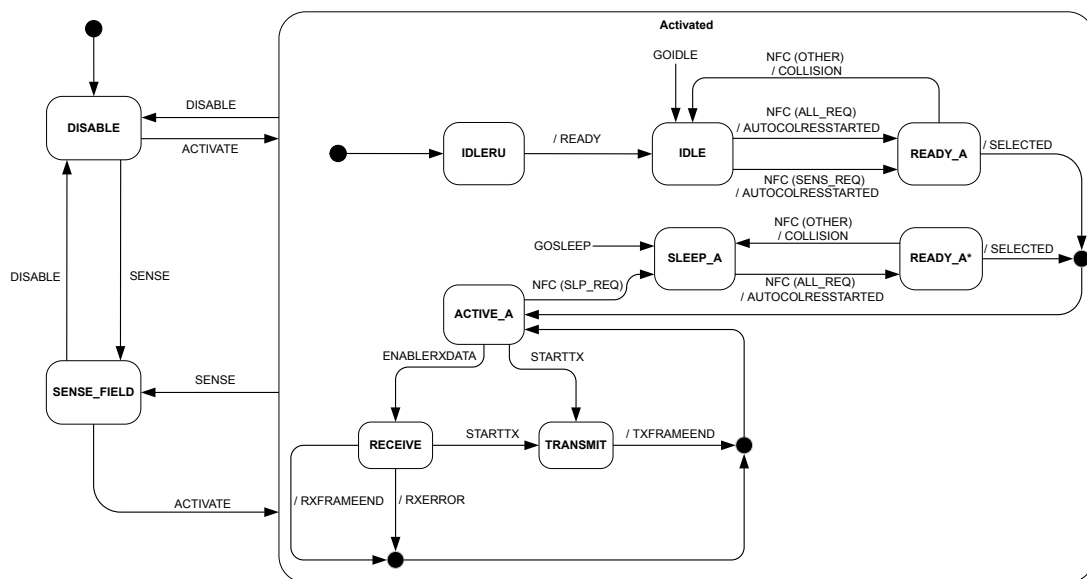 Activated
GOIDLE
NFC (OTHER)
/ COLLISION
DISABLE
DISABLE
ACTIVATE
IDLERU
/ READY
IDLE
NFC (ALL_REQ)
/ AUTOCOLRESSTARTED
READY_A
/ SELECTED
NFC (SENS_REQ)
/ AUTOCOLRESSTARTED
NFC (OTHER)
/ COLLISION
GOSLEEP
SLEEP_A
READY_A*
/ SELECTED
DISABLE
SENSE
NFC (SLP_REQ)
NFC (ALL_REQ)
/ AUTOCOLRESSTARTED
ACTIVE_A
ENABLERXDATA
STARTTX
SENSE_FIELD
SENSE
RECEIVE
STARTTX
TRANSMIT
/ TXFRAMEEND
/ RXFRAMEEND
/ RXERROR
ACTIVATE